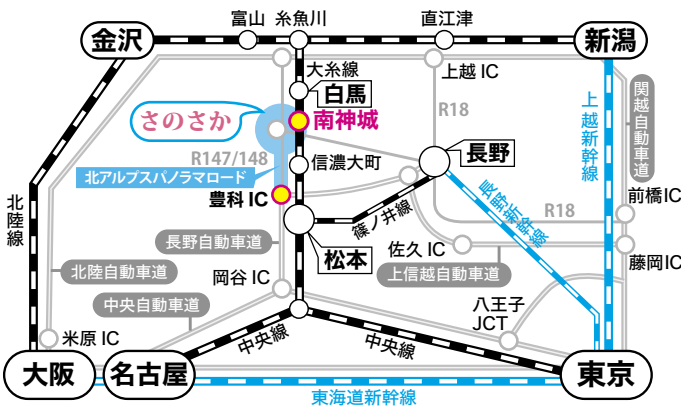 富山 糸魚川 直江津
金沢
新潟
大糸線
白馬
上越 IC
関越自動車道
上越新幹線
さのさか
南神城
R18
R147/148
信濃大町
長野
北アルプスパノラマロード
豊科 IC
北陸線
長野新幹線
前橋IC
篠ノ井線
R18
長野自動車道
松本
佐久 IC
藤岡IC
北陸自動車道
岡谷 IC
上信越自動車道
中央自動車道
八王子
JCT
米原 IC
中央線
中央線
大阪
名古屋
東京
東海道新幹線